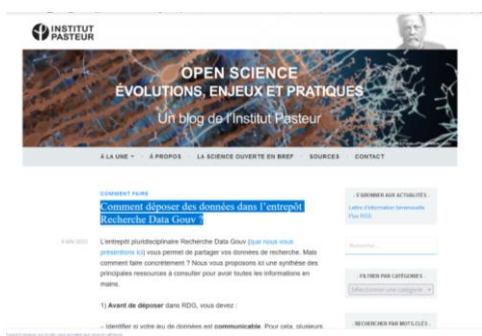 INSTITUT
PASTEUR
OPEN SCIENCE
ÉVOLUTIONS, ENJEUX ET PRATIQUES
Un blog de l'Institut Pasteur
À LA UNE
À PROPOS
LA SCIENCE OUVERTE EN BREF
SOURCES
CONTACT
COMMENT FAIRE
Comment déposer des données dans l'entrepôt
Recherche Data Gouv ?
L'entrepôt pluridisciplinaire Recherche Data Gouv (que nous vous
présentions ici) vous permet de partager vos données de recherche. Mais
comment faire concrètement ? Nous vous proposons ici une synthèse des
principales ressources à consulter pour avoir toutes les informations en
mains.
1) Avant de déposer dans RDG, vous devez :
– Identifier si votre jeu de données est communicable. Pour cela, plusieurs
- S'ABONNER AUX ACTUALITÉS -
Lettre d'information bimensuelle
Flux RSS
Rechercher...
- FILTRER PAR CATÉGORIES -
Sélectionner une catégorie
- RECHERCHER PAR MOTS-CLÉS -